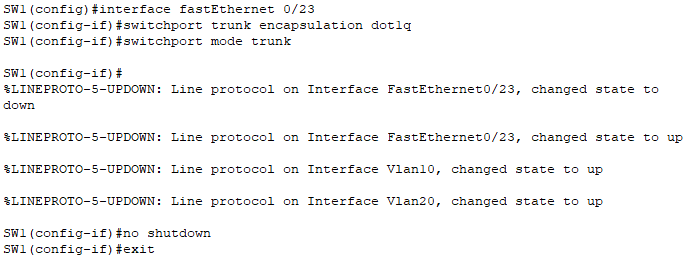 SW1(config)#interface fastEthernet 0/23
SW1(config-if)#switchport trunk encapsulation dot1q
SW1(config-if)#switchport mode trunk
SW1(config-if)#
%LINEPROTO-5-UPDOWN: Line protocol on Interface FastEthernet0/23, changed state to
down
%LINEPROTO-5-UPDOWN: Line protocol on Interface FastEthernet0/23, changed state to up
%LINEPROTO-5-UPDOWN: Line protocol on Interface Vlan10, changed state to up
%LINEPROTO-5-UPDOWN: Line protocol on Interface Vlan20, changed state to up
SW1(config-if)#no shutdown
SW1(config-if)#exit